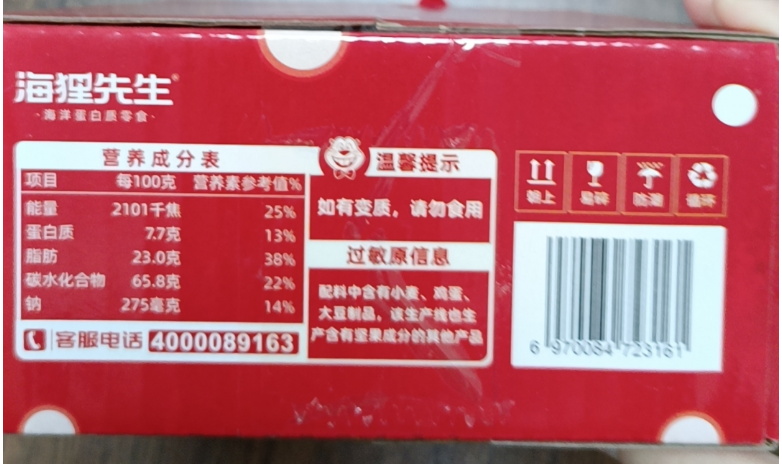 海狸先生
·海洋蛋白质零食·
营养成分表
项目 每100克 营养素参考值%
能量 2101千焦 25%
蛋白质 7.7克 13%
脂肪 23.0克 38%
碳水化合物 65.8克 22%
钠 275毫克 14%
客服电话 4000089163
温馨提示
如有变质，请勿食用
过敏原信息
配料中含有小麦、鸡蛋、
大豆制品，该生产线也生
产含有坚果成分的其他产品
朝上 易碎 防潮 循环
6 970084 723161